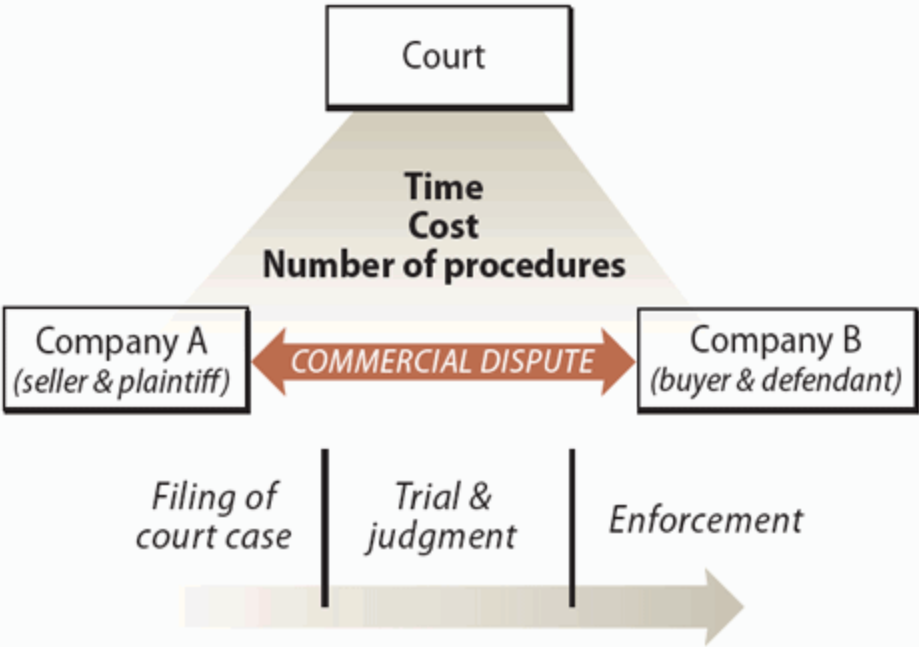 Court
Time
Cost
Number of procedures
Company A
(seller & plaintiff)
COMMERCIAL DISPUTE
Company B
(buyer & defendant)
Filing of
court case
Trial &
judgment
Enforcement